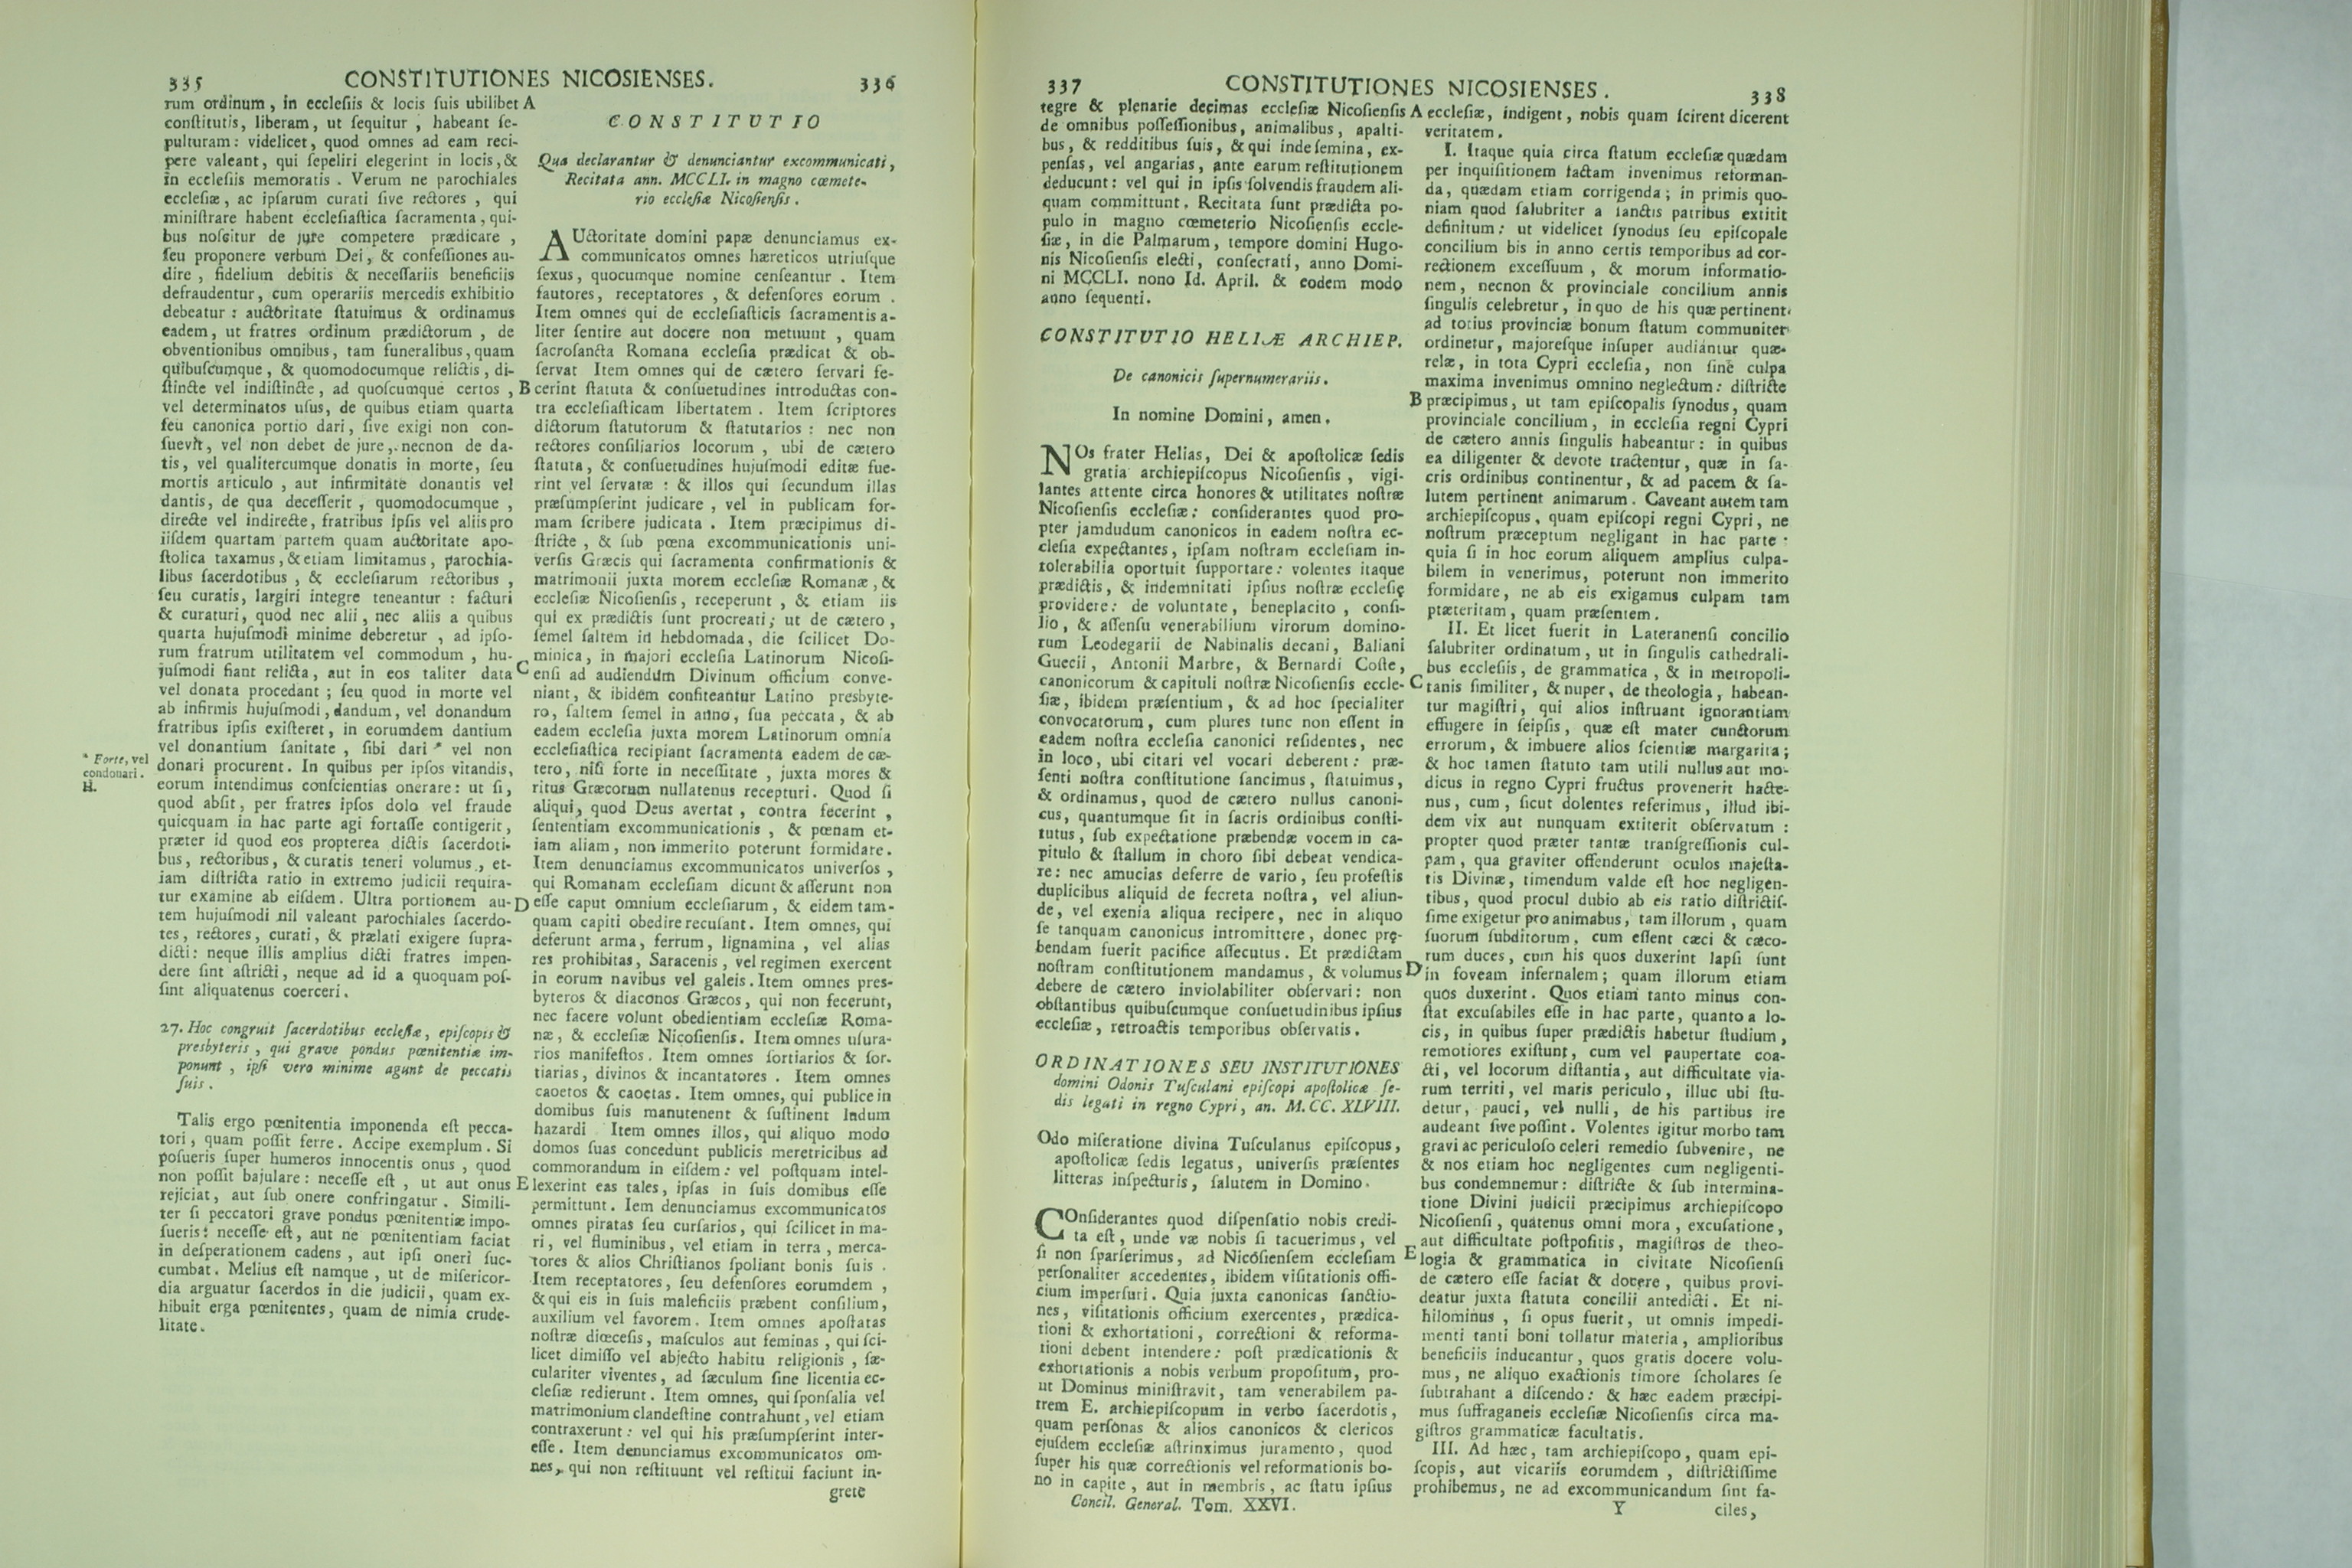 335 CONSTITUTIONES NICOSIENSES. 336
rum ordinum, in ecclesiis & locis suis ubilibet A
constitutis, liberam, ut sequitur, habeant se-
pulturam: videlicet, quod omnes ad eam reci-
pere valeant, qui sepeliri elegerint in locis, &
in ecclesiis memoratis. Verum ne parochiales
ecclesiæ, ac ipsarum curati sive rectores, qui
ministrare habent ecclesiastica sacramenta, qui-
bus noscitur de jure competere prædicare,
seu proponere verbum Dei, & confessiones au-
dire, fidelium debitis & necessariis beneficiis
defraudentur, cum operariis mercedis exhibitio
debeatur: auctoritate statuimus & ordinamus
eadem, ut fratres ordinum prædictorum, de
obventionibus omnibus, tam funeralibus, quam
quibuscumque, & quomodocumque relictis, di-
stincte vel indistincte, ad quoscumque certos, B
vel determinatos usus, de quibus etiam quarta
seu canonica portio dari, sive exigi non con-
suevit, vel non debet de jure, necnon de da-
tis, vel qualitercumque donatis in morte, seu
mortis articulo, aut infirmitate donantis vel
dantis, de qua decesserit, quomodocumque,
directe vel indirecte, fratribus ipsis vel aliis pro
iisdem quartam partem quam auctoritate apo-
stolica taxamus, & etiam limitamus, parochia-
libus sacerdotibus, & ecclesiarum rectoribus,
seu curatis, largiri integre teneantur: facturi
& curaturi, quod nec alii, nec aliis a quibus
quarta hujusmodi minime deberetur, ad ipso-
rum fratrum utilitatem vel commodum, hu-
jusmodi fiant relicta, aut in eos taliter data C
vel donata procedant; seu quod in morte vel
ab infirmis hujusmodi, dandum, vel donandum
fratribus ipsis existeret, in eorumdem dantium
vel donantium sanitate, sibi dari * vel non
donari procurent. In quibus per ipsos vitandis,
eorum intendimus conscientias onerare: ut si,
quod absit, per fratres ipsos dolo vel fraude
quicquam in hac parte agi fortasse contigerit,
præter id quod eos propterea dictis sacerdoti-
bus, rectoribus, & curatis teneri volumus, et-
iam districta ratio in extremo judicii requira-
tur examine ab eisdem. Ultra portionem au- D
tem hujusmodi nil valeant parochiales sacerdo-
tes, rectores, curati, & prælati exigere supra-
dicti: neque illis amplius dicti fratres impen-
dere sint astricti, neque ad id a quoquam pos-
sint aliquatenus coerceri.
* Forte, vel
condonari.
H.
27. Hoc congruit sacerdotibus ecclesiæ, episcopis &
presbyteris, qui grave pondus pœnitentiæ im-
ponunt, ipsi vero minime agunt de peccatis
suis.
Talis ergo pœnitentia imponenda est pecca-
tori, quam possit ferre. Accipe exemplum. Si
posueris super humeros innocentis onus, quod
non possit bajulare: necesse est, ut aut onus E
rejiciat, aut sub onere confringatur. Simili-
ter si peccatori grave pondus pœnitentiæ impo-
sueris: necesse est, aut ne pœnitentiam faciat
in desperationem cadens, aut ipsi oneri suc-
cumbat. Melius est namque, ut de misericor-
dia arguatur sacerdos in die judicii, quam ex-
hibuit erga pœnitentes, quam de nimia crude-
litate.
CONSTITUTIO
Qua declarantur & denunciantur excommunicati,
Recitata ann. MCCLI. in magno cœmete-
rio ecclesiæ Nicosiensis.
AUctoritate domini papæ denunciamus ex-
communicatos omnes hæreticos utriusque
sexus, quocumque nomine censeantur. Item
fautores, receptatores, & defensores eorum.
Item omnes qui de ecclesiasticis sacramentis a-
liter sentire aut docere non metuunt, quam
sacrosancta Romana ecclesia prædicat & ob-
servat Item omnes qui de cætero servari fe-
cerint statuta & consuetudines introductas con-
tra ecclesiasticam libertatem. Item scriptores
dictorum statutorum & statutarios: nec non
rectores consiliarios locorum, ubi de cætero
statuta, & consuetudines hujusmodi editæ fue-
rint vel servatæ: & illos qui secundum illas
præsumpserint judicare, vel in publicam for-
mam scribere judicata. Item præcipimus di-
stricte, & sub pœna excommunicationis uni-
versis Græcis qui sacramenta confirmationis &
matrimonii juxta morem ecclesiæ Romanæ, &
ecclesiæ Nicosiensis, receperunt, & etiam iis
qui ex prædictis sunt procreati; ut de cætero,
semel saltem in hebdomada, die scilicet Do-
minica, in majori ecclesia Latinorum Nicosi-
ensi ad audiendum Divinum officium conve-
niant, & ibidem confiteantur Latino presbyte-
ro, saltem semel in anno, sua peccata, & ab
eadem ecclesia juxta morem Latinorum omnia
ecclesiastica recipiant sacramenta eadem de cæ-
tero, nisi forte in necessitate, juxta mores &
ritus Græcorum nullatenus recepturi. Quod si
aliqui, quod Deus avertat, contra fecerint,
sententiam excommunicationis, & pœnam et-
iam aliam, non immerito poterunt formidare.
Item denunciamus excommunicatos universos,
qui Romanam ecclesiam dicunt & asserunt non
esse caput omnium ecclesiarum, & eidem tam-
quam capiti obedire recusant. Item omnes, qui
deferunt arma, ferrum, lignamina, vel alias
res prohibitas, Saracenis, vel regimen exercent
in eorum navibus vel galeis. Item omnes pres-
byteros & diaconos Græcos, qui non fecerunt,
nec facere volunt obedientiam ecclesiæ Roma-
næ, & ecclesiæ Nicosiensis. Item omnes usura-
rios manifestos. Item omnes sortiarios & sor-
tiarias, divinos & incantatores. Item omnes
caoetos & caoetas. Item omnes, qui publice in
domibus suis manutenent & sustinent ludum
hazardi Item omnes illos, qui aliquo modo
domos suas concedunt publicis meretricibus ad
commorandum in eisdem: vel postquam intel-
lexerint eas tales, ipsas in suis domibus esse
permittunt. Iem denunciamus excommunicatos
omnes piratas seu cursarios, qui scilicet in ma-
ri, vel fluminibus, vel etiam in terra, merca-
tores & alios Christianos spoliant bonis suis.
Item receptatores, seu defensores eorumdem,
& qui eis in suis maleficiis præbent consilium,
auxilium vel favorem. Item omnes apostatas
nostræ diœcesis, masculos aut feminas, qui sci-
licet dimisso vel abjecto habitu religionis, sæ-
culariter viventes, ad sæculum sine licentia ec-
clesiæ redierunt. Item omnes, qui sponsalia vel
matrimonium clandestine contrahunt, vel etiam
contraxerunt: vel qui his præsumpserint inter-
esse. Item denunciamus excommunicatos om-
nes, qui non restituunt vel restitui faciunt in-
grete
337 CONSTITUTIONES NICOSIENSES. 338
tegre & plenarie decimas ecclesiæ Nicosiensis A
de omnibus possessionibus, animalibus, apalti-
bus, & redditibus suis, & qui inde semina, ex-
pensas, vel angarias, ante earum restitutionem
deducunt: vel qui in ipsis solvendis fraudem ali-
quam committunt. Recitata sunt prædicta po-
pulo in magno cœmeterio Nicosiensis eccle-
siæ, in die Palmarum, tempore domini Hugo-
nis Nicosiensis electi, consecrati, anno Domi-
ni MCCLI. nono Id. April. & eodem modo
anno sequenti.
CONSTITUTIO HELIÆ ARCHIEP.
De canonicis supernumerariis.
In nomine Domini, amen.
NOs frater Helias, Dei & apostolicæ sedis
gratia archiepiscopus Nicosiensis, vigi-
lantes attente circa honores & utilitates nostræ
Nicosiensis ecclesiæ: considerantes quod pro-
pter jamdudum canonicos in eadem nostra ec-
clesia expectantes, ipsam nostram ecclesiam in-
tolerabilia oportuit supportare: volentes itaque
prædictis, & indemnitati ipsius nostræ ecclesię
providere: de voluntate, beneplacito, consi-
lio, & assensu venerabilium virorum domino-
rum Leodegarii de Nabinalis decani, Baliani
Guecii, Antonii Marbre, & Bernardi Coste,
canonicorum & capituli nostræ Nicosiensis eccle- C
siæ, ibidem præsentium, & ad hoc specialiter
convocatorum, cum plures tunc non essent in
eadem nostra ecclesia canonici residentes, nec
in loco, ubi citari vel vocari deberent: præ-
senti nostra constitutione sancimus, statuimus,
& ordinamus, quod de cætero nullus canoni-
cus, quantumque sit in sacris ordinibus consti-
tutus, sub expectatione præbendæ vocem in ca-
pitulo & stallum in choro sibi debeat vendica-
re: nec amucias deferre de vario, seu profestis
duplicibus aliquid de secreta nostra, vel aliun-
de, vel exenia aliqua recipere, nec in aliquo
se tanquam canonicus intromittere, donec prę-
bendam fuerit pacifice assecutus. Et prædictam
nostram constitutionem mandamus, & volumus D
debere de cætero inviolabiliter observari: non
obstantibus quibuscumque consuetudinibus ipsius
ecclesiæ, retroactis temporibus observatis.
ORDINATIONES SEU INSTITUTIONES
domini Odonis Tusculani episcopi apostolicæ se-
dis legati in regno Cypri, an. M. CC. XLVIII.
Odo miseratione divina Tusculanus episcopus,
apostolicæ sedis legatus, universis præsentes
litteras inspecturis, salutem in Domino.
COnsiderantes quod dispensatio nobis credi-
ta est, unde væ nobis si tacuerimus, vel
si non sparserimus, ad Nicosiensem ecclesiam E
personaliter accedentes, ibidem visitationis offi-
cium impersuri. Quia juxta canonicas sanctio-
nes, visitationis officium exercentes, prædica-
tioni & exhortationi, correctioni & reforma-
tioni debent intendere: post prædicationis &
exhortationis a nobis verbum propositum, pro-
ut Dominus ministravit, tam venerabilem pa-
trem E. archiepiscopum in verbo sacerdotis,
quam personas & alios canonicos & clericos
ejusdem ecclesiæ astrinximus juramento, quod
super his quæ correctionis vel reformationis bo-
no in capite, aut in membris, ac statu ipsius
Concil. General. Tom. XXVI.
ecclesiæ, indigent, nobis quam scirent dicerent
veritatem.
I. Itaque quia circa statum ecclesiæ quædam
per inquisitionem factam invenimus reforman-
da, quædam etiam corrigenda; in primis quo-
niam quod salubriter a sanctis patribus extitit
definitum: ut videlicet synodus seu episcopale
concilium bis in anno certis temporibus ad cor-
rectionem excessuum, & morum informatio-
nem, necnon & provinciale concilium annis
singulis celebretur, in quo de his quæ pertinent
ad totius provinciæ bonum statum communiter
ordinetur, majoresque insuper audiantur quæ-
relæ, in tota Cypri ecclesia, non sine culpa
maxima invenimus omnino neglectum: districte
B præcipimus, ut tam episcopalis synodus, quam
provinciale concilium, in ecclesia regni Cypri
de cætero annis singulis habeantur: in quibus
ea diligenter & devote tractentur, quæ in sa-
cris ordinibus continentur, & ad pacem & sa-
lutem pertinent animarum. Caveant autem tam
archiepiscopus, quam episcopi regni Cypri, ne
nostrum præceptum negligant in hac parte:
quia si in hoc eorum aliquem amplius culpa-
bilem in venerimus, poterunt non immerito
formidare, ne ab eis exigamus culpam tam
præteritam, quam præsentem.
II. Et licet fuerit in Lateranensi concilio
salubriter ordinatum, ut in singulis cathedrali-
bus ecclesiis, de grammatica, & in metropoli-
tanis similiter, & nuper, de theologia, habean-
tur magistri, qui alios instruant ignorantiam
effugere in seipsis, quæ est mater cunctorum
errorum, & imbuere alios scientiæ margarita;
& hoc tamen statuto tam utili nullus aut mo-
dicus in regno Cypri fructus provenerit hacte-
nus, cum, sicut dolentes referimus, illud ibi-
dem vix aut nunquam extiterit observatum:
propter quod præter tantæ transgressionis cul-
pam, qua graviter offenderunt oculos majesta-
tis Divinæ, timendum valde est hoc negligen-
tibus, quod procul dubio ab eis ratio districtis-
sime exigetur pro animabus, tam illorum, quam
suorum subditorum, cum essent cæci & cæco-
rum duces, cum his quos duxerint lapsi sunt
in foveam infernalem; quam illorum etiam
quos duxerint. Quos etiam tanto minus con-
stat excusabiles esse in hac parte, quanto a lo-
cis, in quibus super prædictis habetur studium,
remotiores existunt, cum vel paupertate coa-
cti, vel locorum distantia, aut difficultate via-
rum territi, vel maris periculo, illuc ubi stu-
detur, pauci, vel nulli, de his partibus ire
audeant sive possint. Volentes igitur morbo tam
gravi ac periculoso celeri remedio subvenire, ne
& nos etiam hoc negligentes cum negligenti-
bus condemnemur: districte & sub intermina-
tione Divini judicii præcipimus archiepiscopo
Nicosiensi, quatenus omni mora, excusatione,
aut difficultate postpositis, magistros de theo-
logia & grammatica in civitate Nicosiensi
de cætero esse faciat & docere, quibus provi-
deatur juxta statuta concilii antedicti. Et ni-
hilominus, si opus fuerit, ut omnis impedi-
menti tanti boni tollatur materia, amplioribus
beneficiis inducantur, quos gratis docere volu-
mus, ne aliquo exactionis timore scholares se
subtrahant a discendo: & hæc eadem præcipi-
mus suffraganeis ecclesiæ Nicosiensis circa ma-
gistros grammaticæ facultatis.
III. Ad hæc, tam archiepiscopo, quam epi-
scopis, aut vicariis eorumdem, districtissime
prohibemus, ne ad excommunicandum sint fa-
Y ciles,